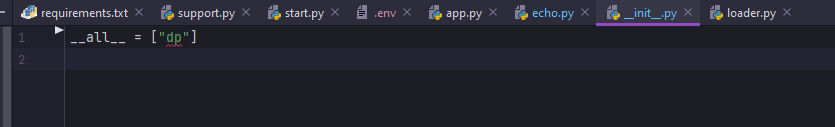 requirements.txt support.py start.py .env app.py echo.py __init__.py loader.py
1 __all__ = ["dp"]
2